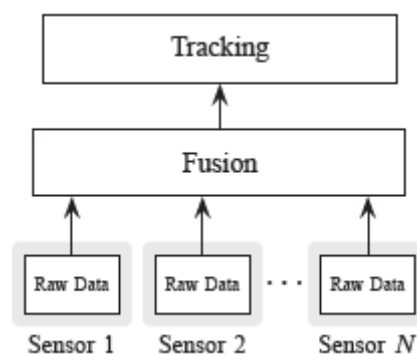 Tracking
Fusion
Raw Data Raw Data ... Raw Data
Sensor 1 Sensor 2 Sensor N